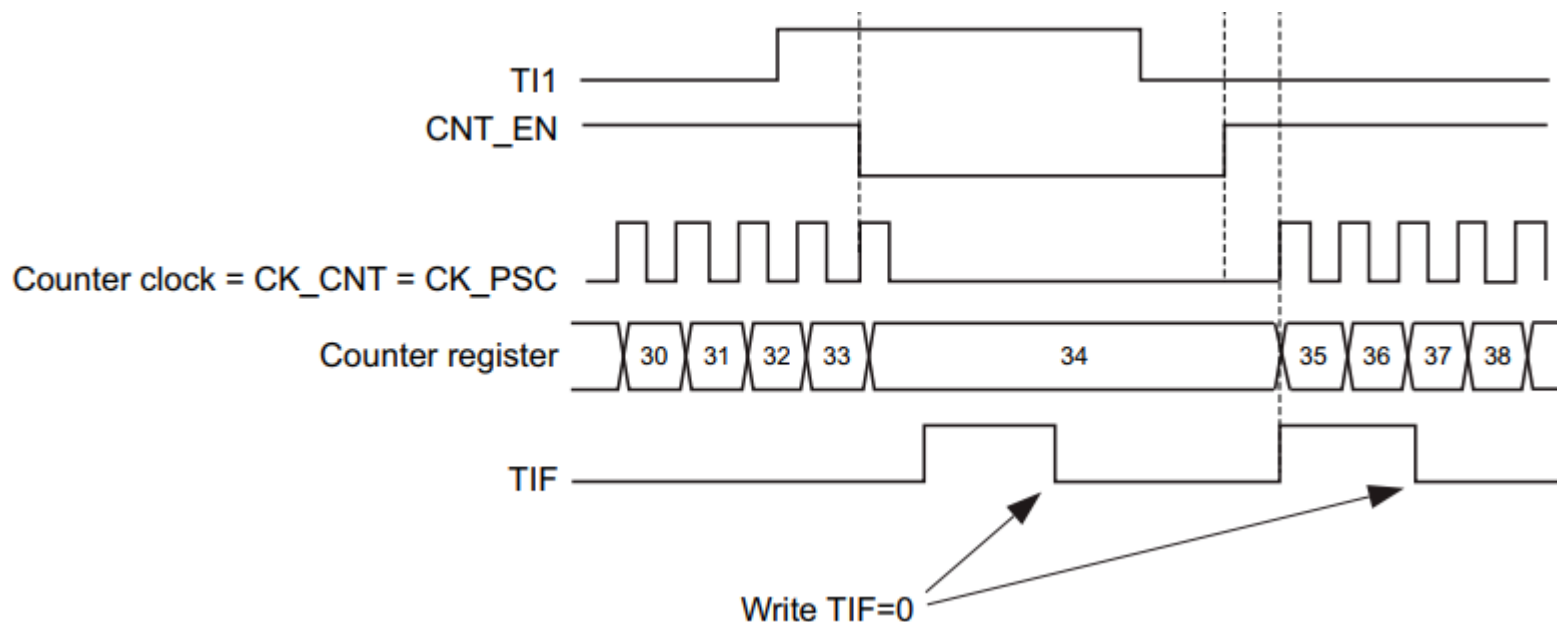 TI1
CNT_EN
Counter clock = CK_CNT = CK_PSC
Counter register 30 31 32 33 34 35 36 37 38
TIF
Write TIF=0